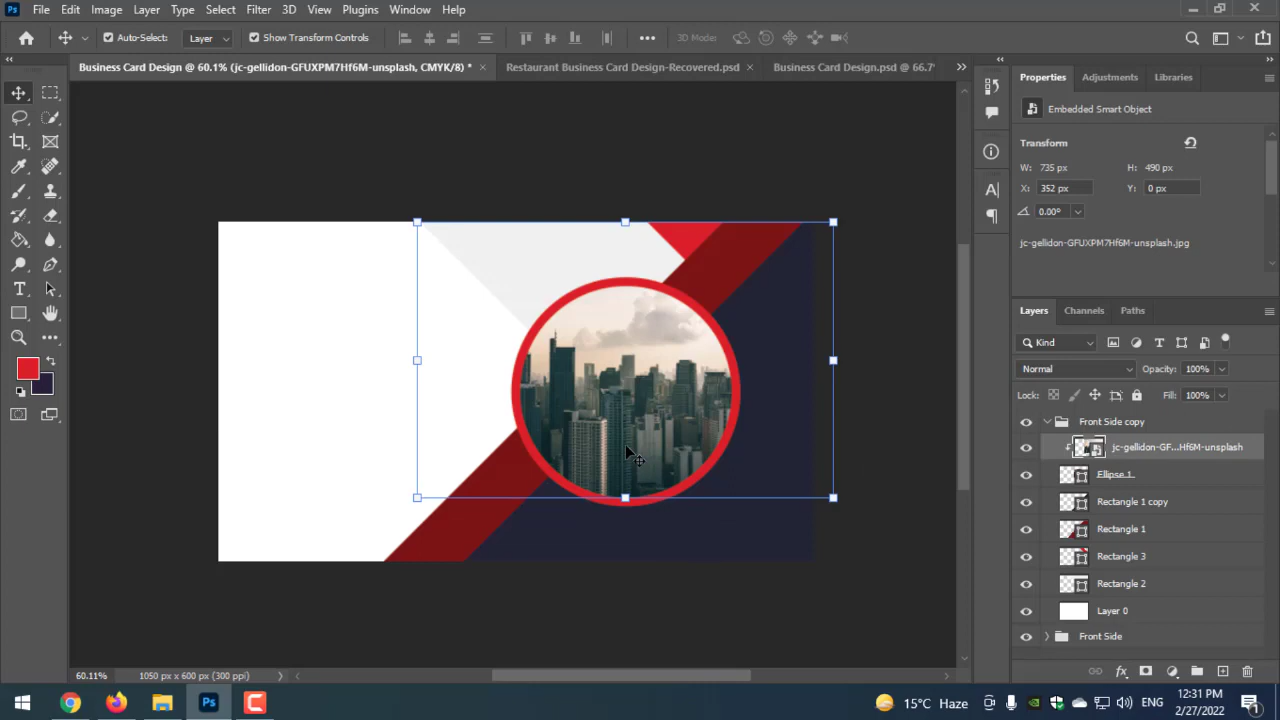 Ps File Edit Image Layer Type Select Filter 3D View Plugins Window Help
Auto-Select: Layer Show Transform Controls 3D Mode:
Business Card Design @ 60.1% (jc-gellidon-GFUXPM7Hf6M-unsplash, CMYK/8) * Restaurant Business Card Design-Recovered.psd Business Card Design.psd @ 66.7%
Properties Adjustments Libraries
Embedded Smart Object
Transform
W: 735 px H: 490 px
X: 352 px Y: 0 px
0.00°
jc-gellidon-GFUXPM7Hf6M-unsplash.jpg
Layers Channels Paths
Kind
Normal Opacity: 100%
Lock: Fill: 100%
Front Side copy
jc-gellidon-GF...Hf6M-unsplash
Ellipse 1
Rectangle 1 copy
Rectangle 1
Rectangle 3
Rectangle 2
Layer 0
Front Side
60.11% 1050 px x 600 px (300 ppi)
Ps 15°C Haze ENG 12:31 PM
2/27/2022 1